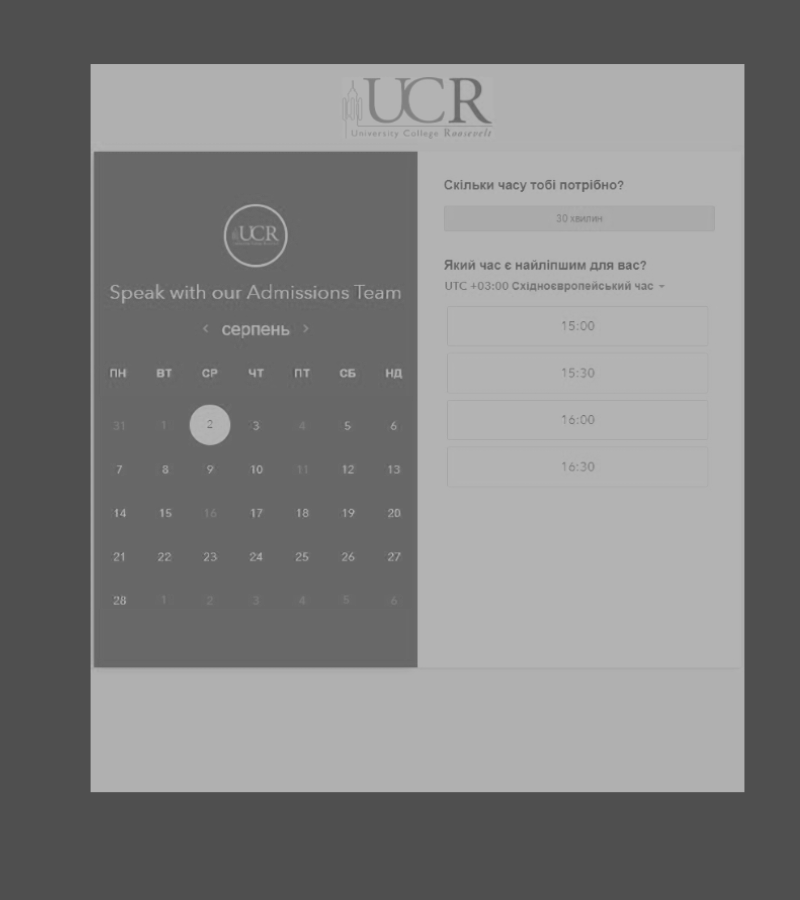 UCR
University College Roosevelt
UCR
Speak with our Admissions Team
‹ серпень ›
ПН ВТ СР ЧТ ПТ СБ НД
31 1 2 3 4 5 6
7 8 9 10 11 12 13
14 15 16 17 18 19 20
21 22 23 24 25 26 27
28 1 2 3 4 5 6
Скільки часу тобі потрібно?
30 хвилин
Який час є найліпшим для вас?
UTC +03:00 Східноєвропейський час
15:00
15:30
16:00
16:30